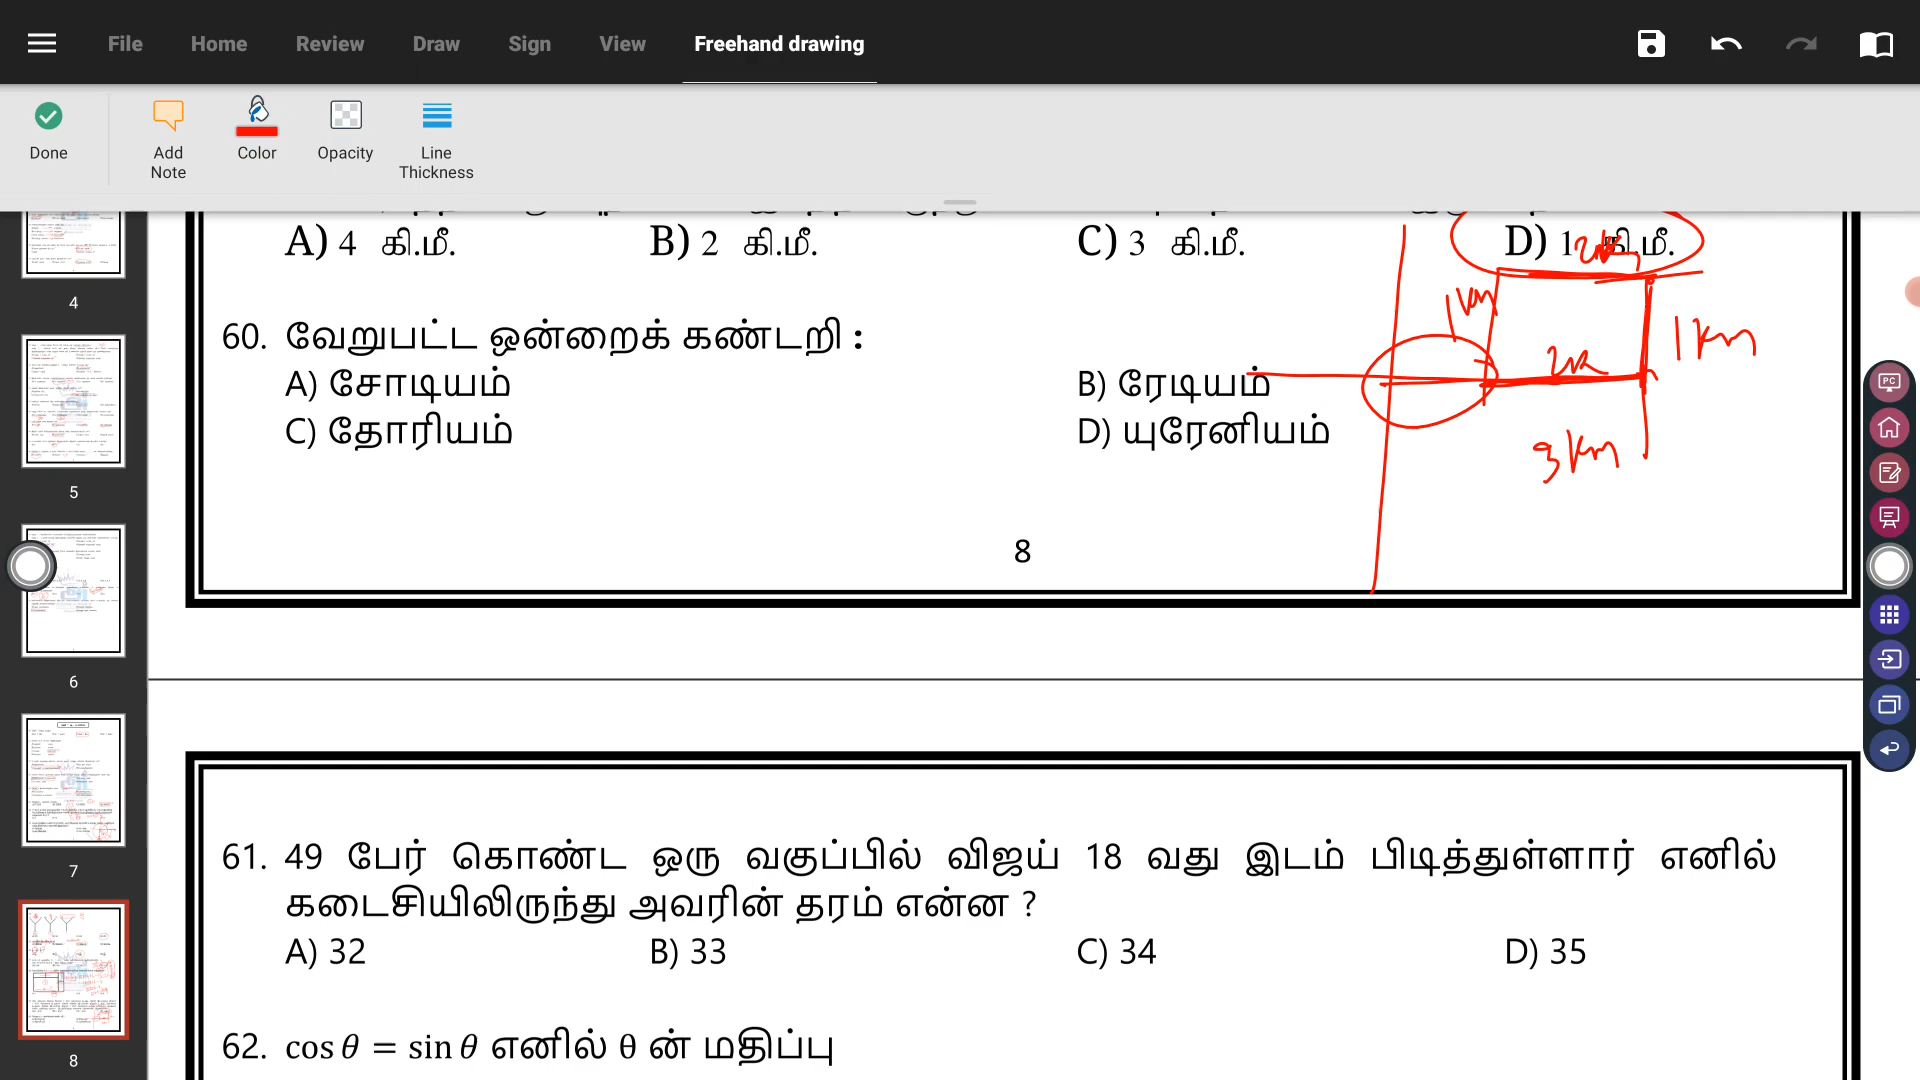 File Home Review Draw Sign View Freehand drawing
Done
Add Note
Color
Opacity
Line Thickness
A) 4 கி.மீ. B) 2 கி.மீ. C) 3 கி.மீ. D) 1 கி.மீ.
2km
1km
1km
60. வேறுபட்ட ஒன்றைக் கண்டறி :
A) சோடியம் B) ரேடியம்
C) தோரியம் D) யுரேனியம்
2k
3km
8
61. 49 பேர் கொண்ட ஒரு வகுப்பில் விஜய் 18 வது இடம் பிடித்துள்ளார் எனில்
கடைசியிலிருந்து அவரின் தரம் என்ன ?
A) 32 B) 33 C) 34 D) 35
62. cos θ = sin θ எனில் θ ன் மதிப்பு
4
5
6
7
8
PC